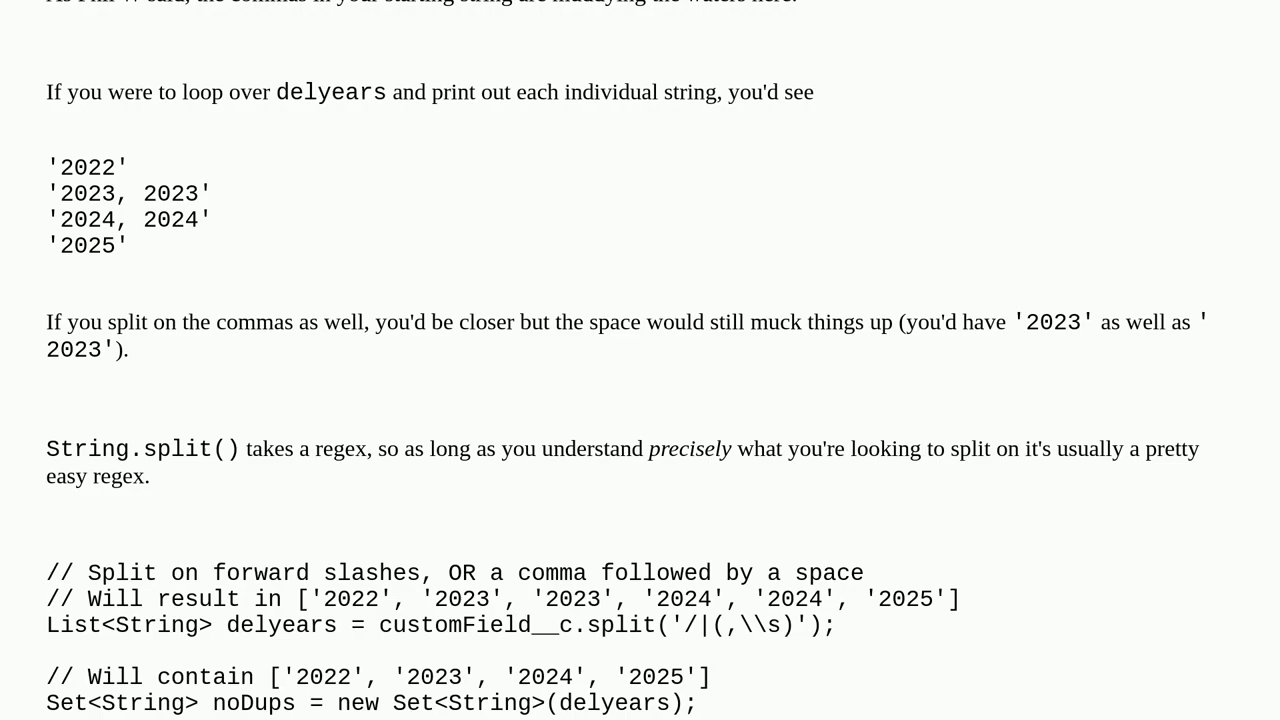 If you were to loop over delyears and print out each individual string, you'd see
'2022'
'2023, 2023'
'2024, 2024'
'2025'
If you split on the commas as well, you'd be closer but the space would still muck things up (you'd have '2023' as well as '
2023').
String.split() takes a regex, so as long as you understand precisely what you're looking to split on it's usually a pretty
easy regex.
// Split on forward slashes, OR a comma followed by a space
// Will result in ['2022', '2023', '2023', '2024', '2024', '2025']
List<String> delyears = customField__c.split('/|(,\\s)');
// Will contain ['2022', '2023', '2024', '2025']
Set<String> noDups = new Set<String>(delyears);